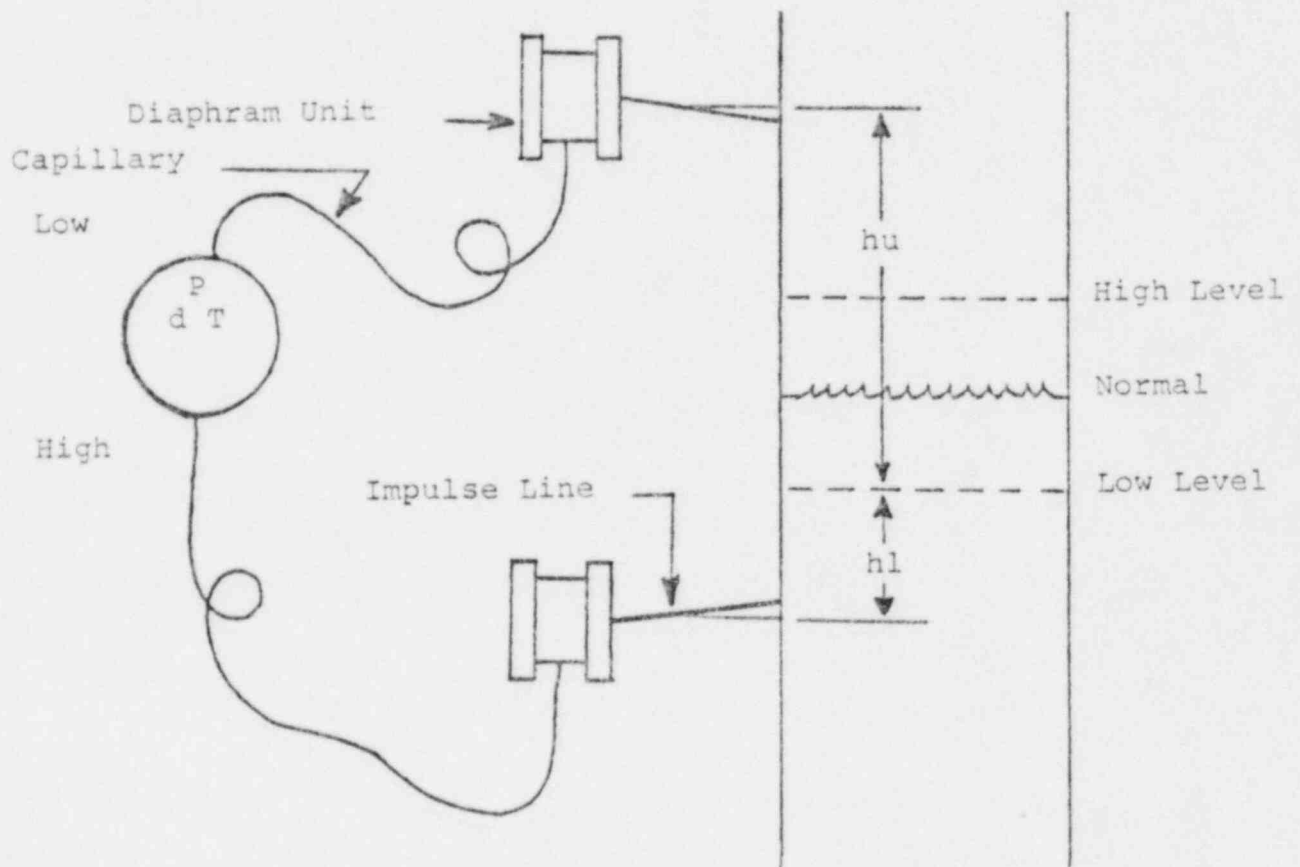 Diaphram Unit
Capillary
Low
P
d T
High
Impulse Line
hu
High Level
Normal
Low Level
hl